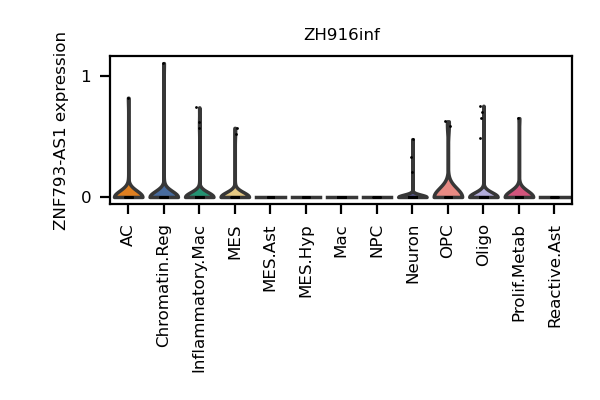 ZH916inf
ZNF793-AS1 expression
1
0
AC
Chromatin.Reg
Inflammatory.Mac
MES
MES.Ast
MES.Hyp
Mac
NPC
Neuron
OPC
Oligo
Prolif.Metab
Reactive.Ast